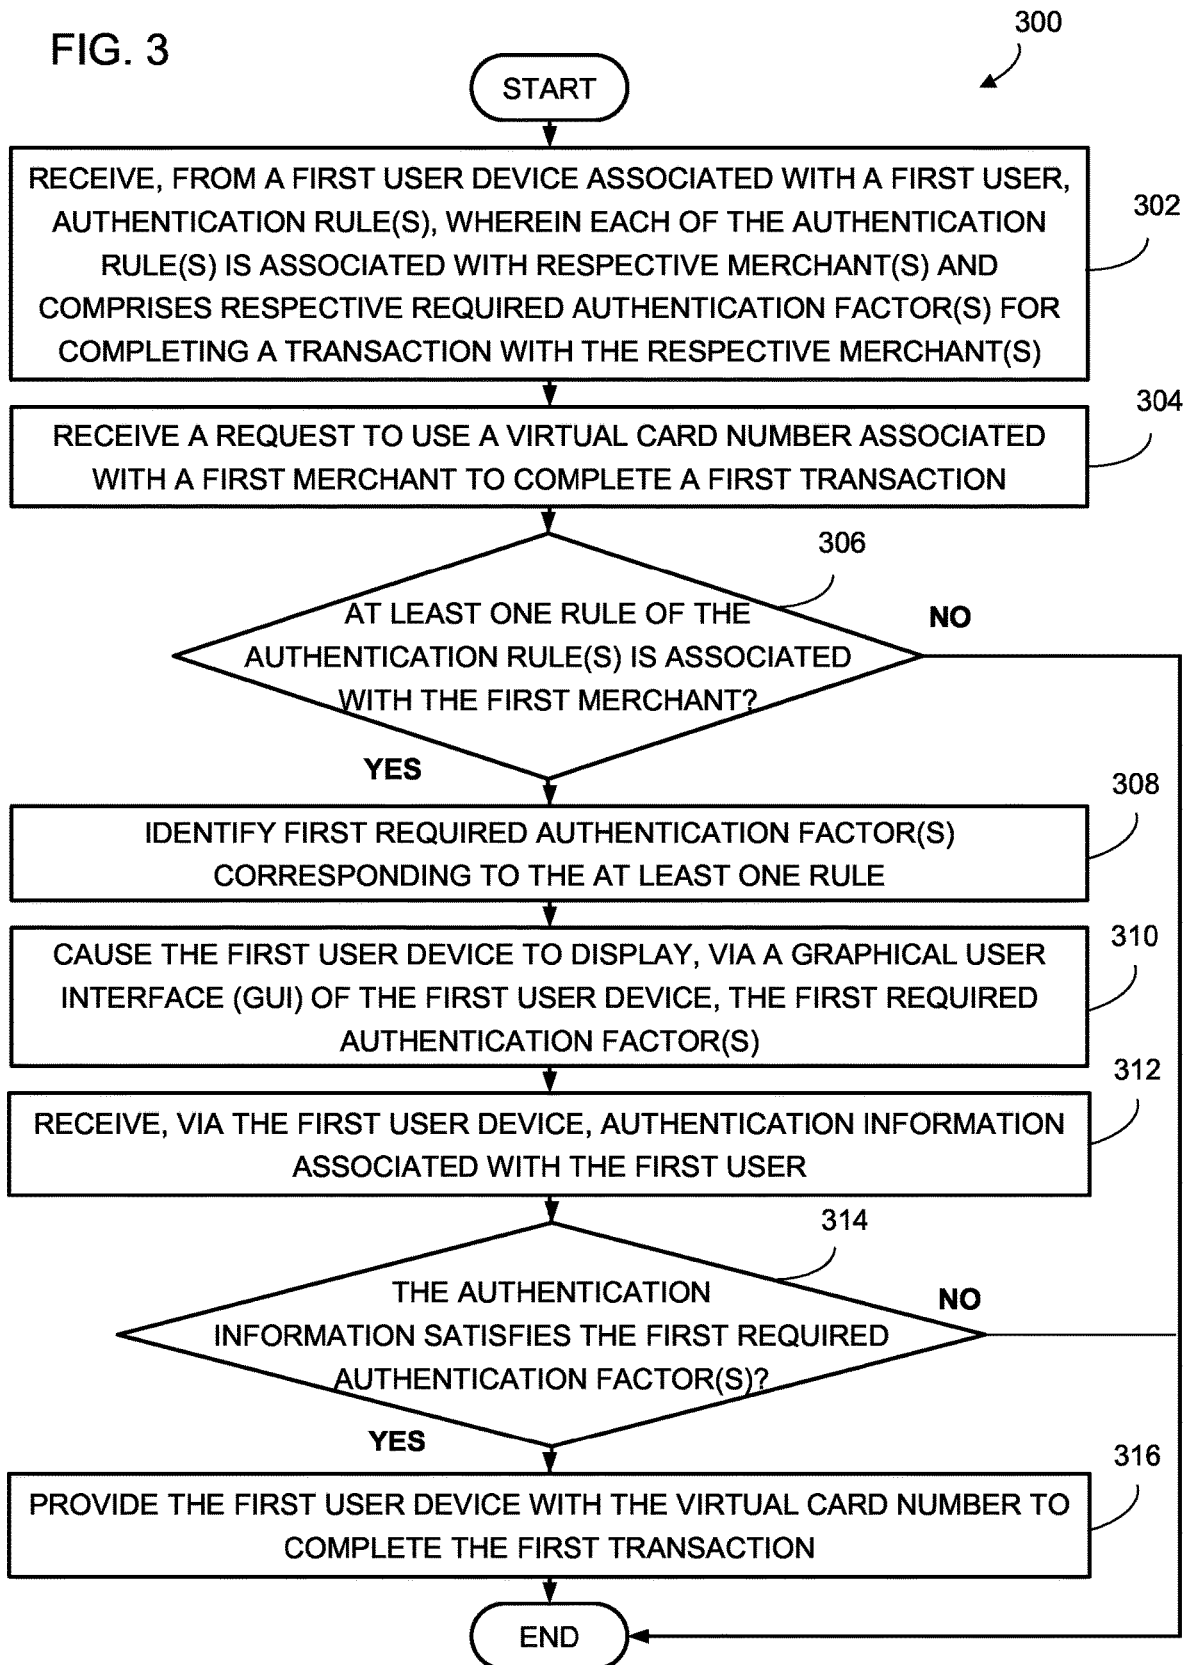 FIG. 3
300
START
RECEIVE, FROM A FIRST USER DEVICE ASSOCIATED WITH A FIRST USER,
AUTHENTICATION RULE(S), WHEREIN EACH OF THE AUTHENTICATION
RULE(S) IS ASSOCIATED WITH RESPECTIVE MERCHANT(S) AND
COMPRISES RESPECTIVE REQUIRED AUTHENTICATION FACTOR(S) FOR
COMPLETING A TRANSACTION WITH THE RESPECTIVE MERCHANT(S)
302
304
RECEIVE A REQUEST TO USE A VIRTUAL CARD NUMBER ASSOCIATED
WITH A FIRST MERCHANT TO COMPLETE A FIRST TRANSACTION
306
AT LEAST ONE RULE OF THE
AUTHENTICATION RULE(S) IS ASSOCIATED
WITH THE FIRST MERCHANT?
NO
YES
308
IDENTIFY FIRST REQUIRED AUTHENTICATION FACTOR(S)
CORRESPONDING TO THE AT LEAST ONE RULE
310
CAUSE THE FIRST USER DEVICE TO DISPLAY, VIA A GRAPHICAL USER
INTERFACE (GUI) OF THE FIRST USER DEVICE, THE FIRST REQUIRED
AUTHENTICATION FACTOR(S)
312
RECEIVE, VIA THE FIRST USER DEVICE, AUTHENTICATION INFORMATION
ASSOCIATED WITH THE FIRST USER
314
THE AUTHENTICATION
INFORMATION SATISFIES THE FIRST REQUIRED
AUTHENTICATION FACTOR(S)?
NO
YES
316
PROVIDE THE FIRST USER DEVICE WITH THE VIRTUAL CARD NUMBER TO
COMPLETE THE FIRST TRANSACTION
END